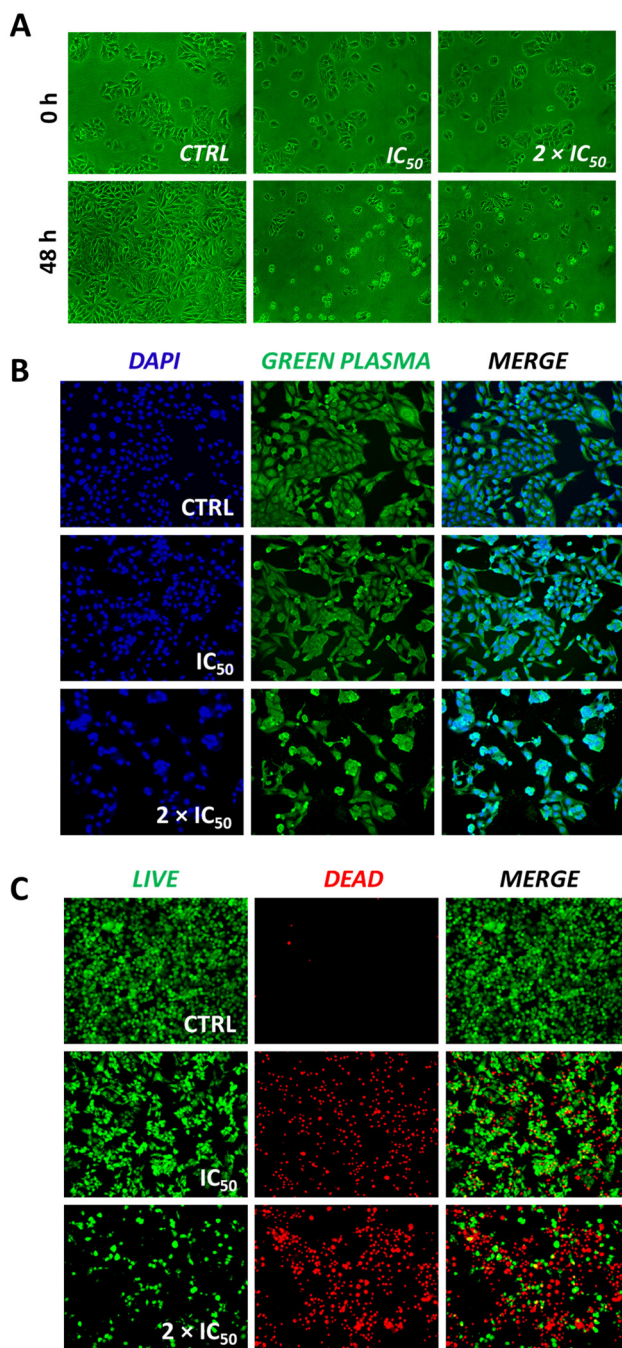 A
0 h
CTRL
IC₅₀
2 × IC₅₀
48 h
B
DAPI
GREEN PLASMA
MERGE
CTRL
IC₅₀
2 × IC₅₀
C
LIVE
DEAD
MERGE
CTRL
IC₅₀
2 × IC₅₀